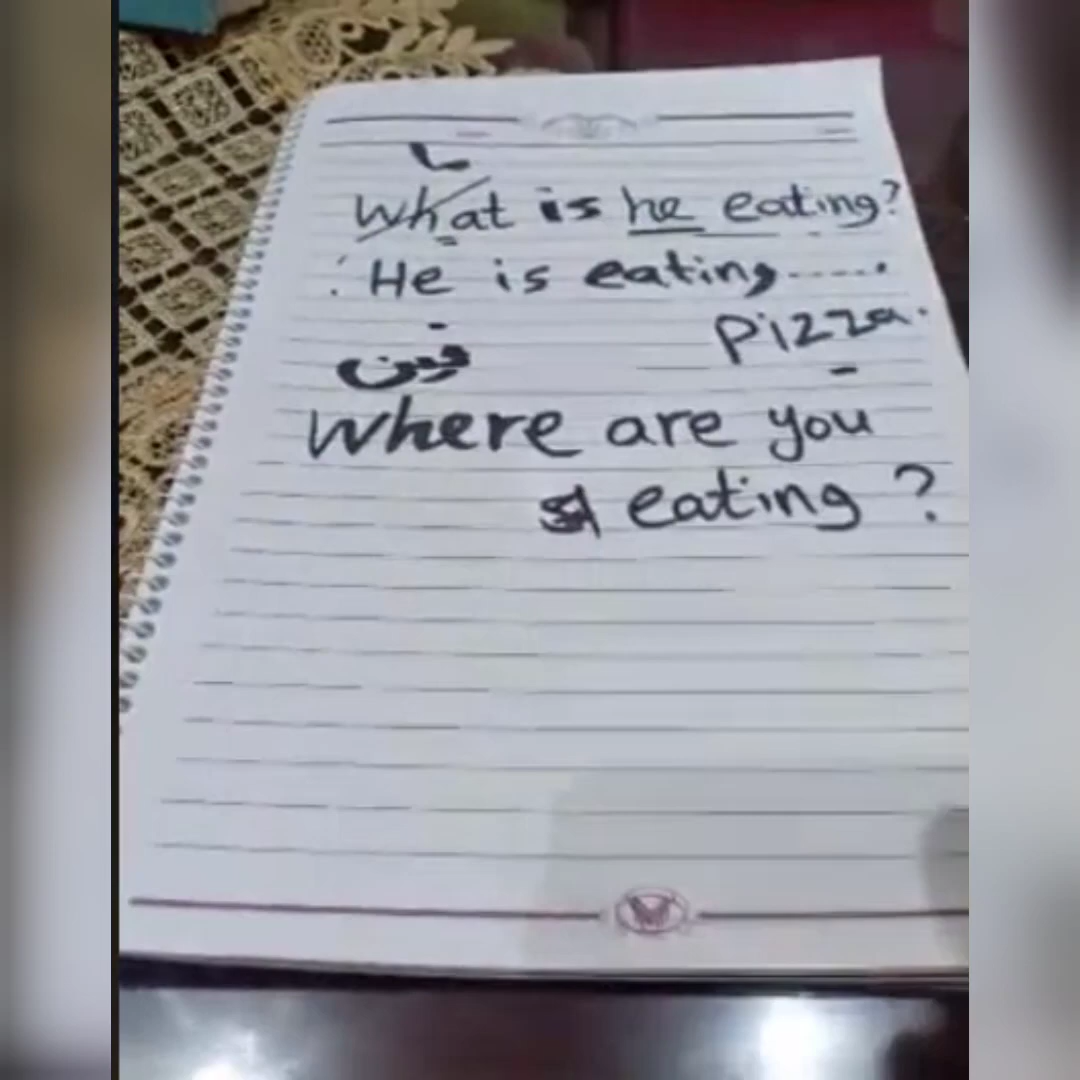 ما
What is he eating?
He is eating......
Pizza.
فين
where are you
eating ?